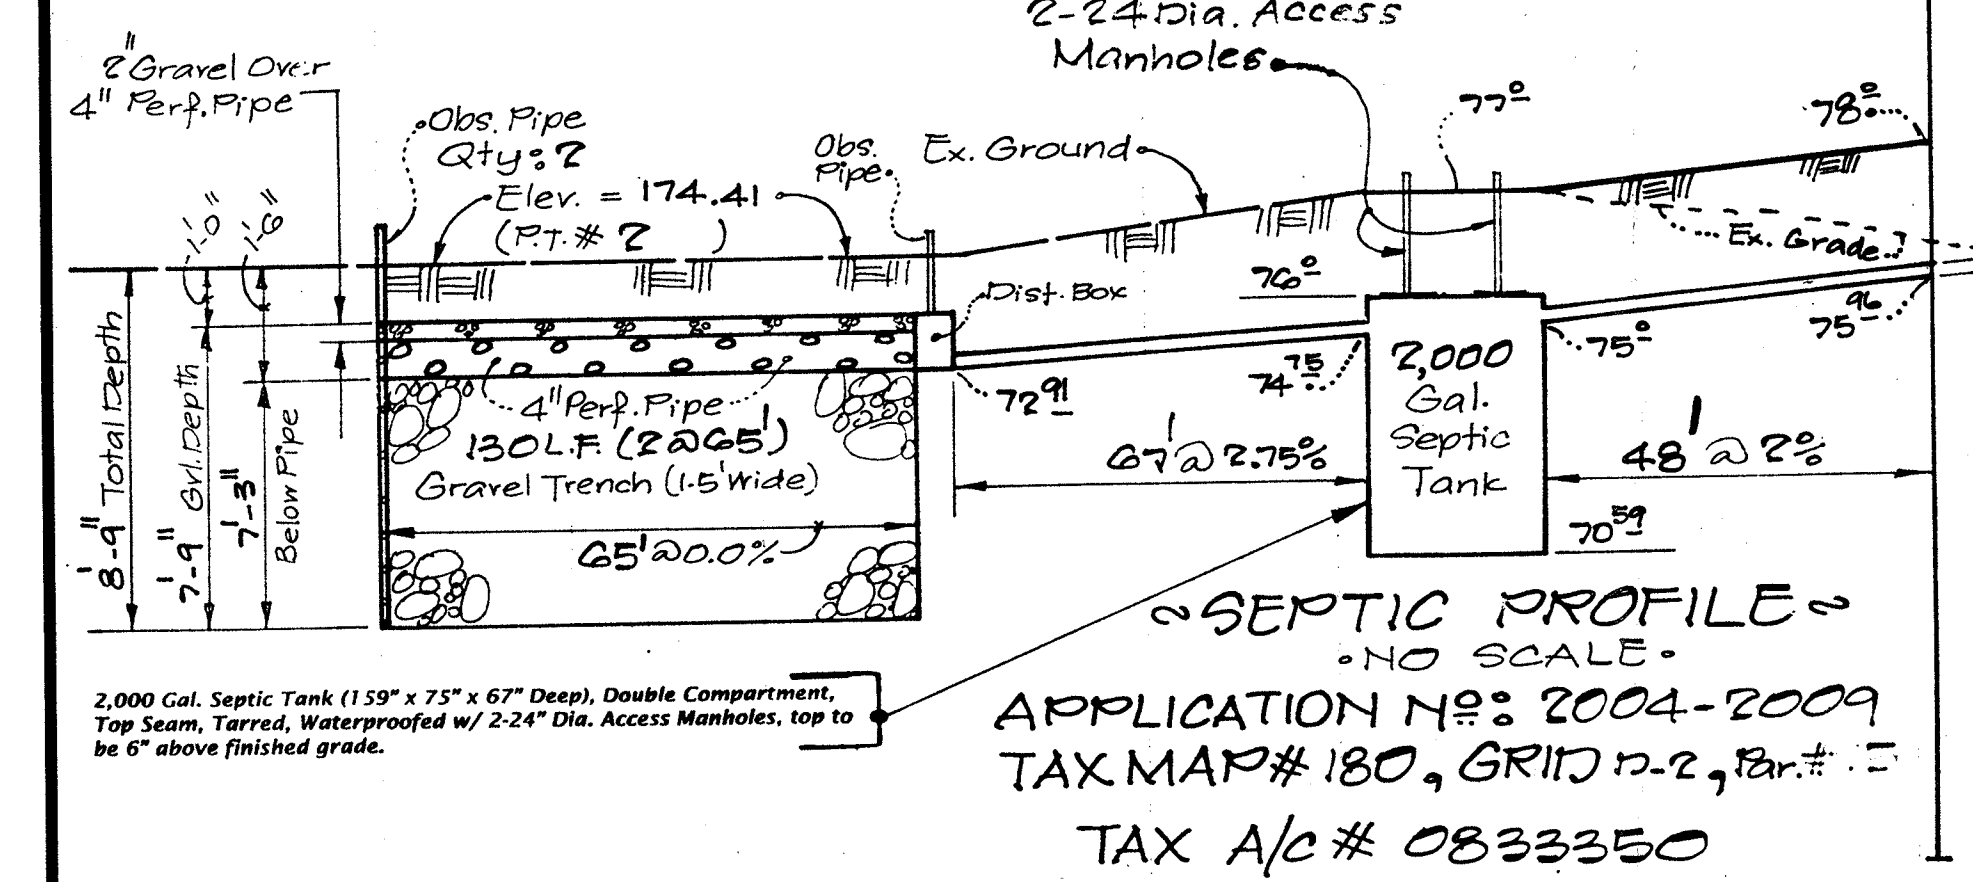 2-24 Dia. Access
Manholes
2" Gravel Over
4" Perf. Pipe
Obs. Pipe
Qty: 2
Obs.
Pipe
Ex. Ground
77º
78º
Elev. = 174.41
(P.T. # 2 )
1'-0"
1'-6"
Ex. Grade
76º
Dist. Box
75º
75 96
74 75
72 91
2,000
Gal.
Septic
Tank
4" Perf. Pipe
130 L.F. (2@65')
Gravel Trench (1.5' Wide)
67' @ 2.75%
48' @ 2%
65' @ 0.0%
70 59
8'-9" Total Depth
7'-9" Grl. Depth
7'-3" Below Pipe
~SEPTIC PROFILE~
•NO SCALE•
2,000 Gal. Septic Tank (159" x 75" x 67" Deep), Double Compartment,
Top Seam, Tarred, Waterproofed w/ 2-24" Dia. Access Manholes, top to
be 6" above finished grade.
APPLICATION Nº: 2004-2009
TAX MAP# 180, GRID D-2, Par.#
TAX A/C # 0833350